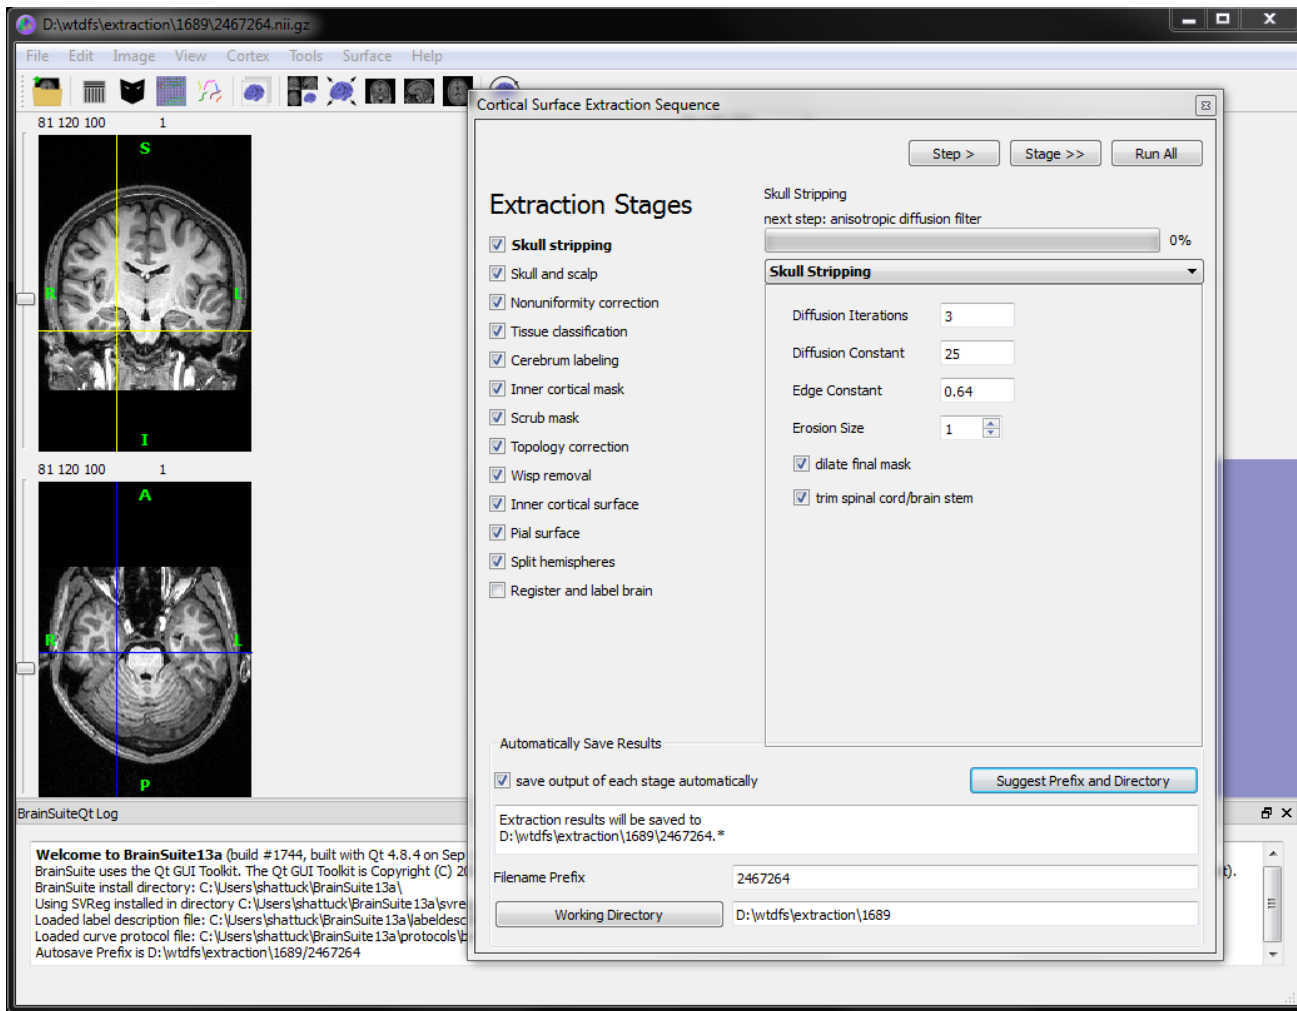 D:\wtdfs\extraction\1689\2467264.nii.gz
File Edit Image View Cortex Tools Surface Help
81 120 100 1
S
R
L
I
81 120 100 1
A
R
L
P
Cortical Surface Extraction Sequence
Step > Stage >> Run All
Extraction Stages
Skull stripping
Skull and scalp
Nonuniformity correction
Tissue classification
Cerebrum labeling
Inner cortical mask
Scrub mask
Topology correction
Wisp removal
Inner cortical surface
Pial surface
Split hemispheres
Register and label brain
Skull Stripping
next step: anisotropic diffusion filter
0%
Skull Stripping
Diffusion Iterations 3
Diffusion Constant 25
Edge Constant 0.64
Erosion Size 1
dilate final mask
trim spinal cord/brain stem
Automatically Save Results
save output of each stage automatically
Suggest Prefix and Directory
Extraction results will be saved to
D:\wtdfs\extraction\1689\2467264.*
Filename Prefix 2467264
Working Directory D:\wtdfs\extraction\1689
BrainSuiteQt Log
Welcome to BrainSuite13a (build #1744, built with Qt 4.8.4 on Sep
BrainSuite uses the Qt GUI Toolkit. The Qt GUI Toolkit is Copyright (C) 20 t).
BrainSuite install directory: C:\Users\shattuck\BrainSuite13a\
Using SVReg installed in directory C:\Users\shattuck\BrainSuite13a\svre
Loaded label description file: C:\Users\shattuck\BrainSuite13a\labeldesc
Loaded curve protocol file: C:\Users\shattuck\BrainSuite13a\protocols\b
Autosave Prefix is D:\wtdfs\extraction\1689/2467264